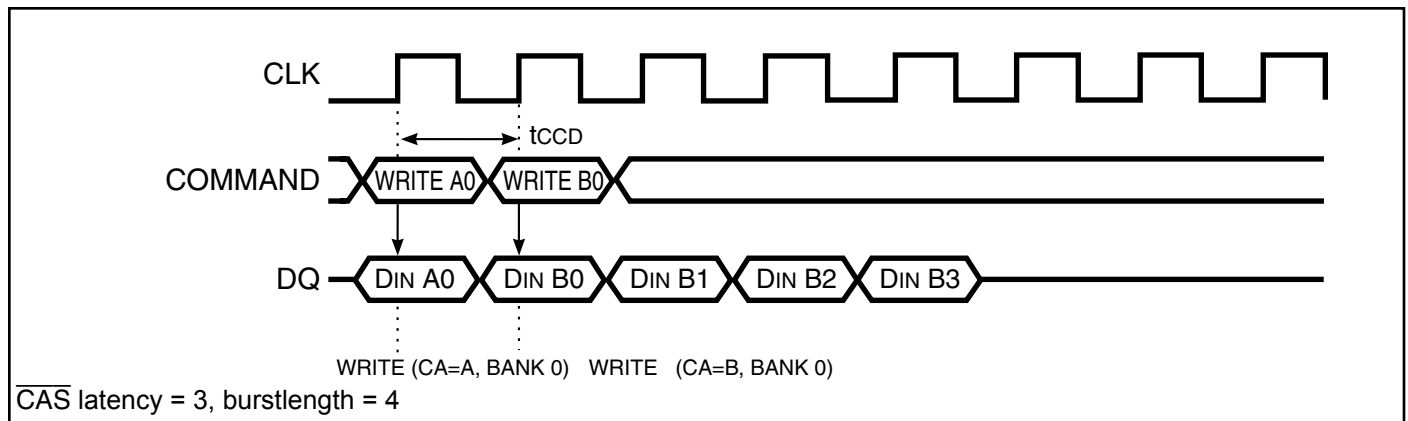 CLK
tCCD
COMMAND WRITE A0 WRITE B0
DQ DIN A0 DIN B0 DIN B1 DIN B2 DIN B3
WRITE (CA=A, BANK 0) WRITE (CA=B, BANK 0)
CAS latency = 3, burstlength = 4